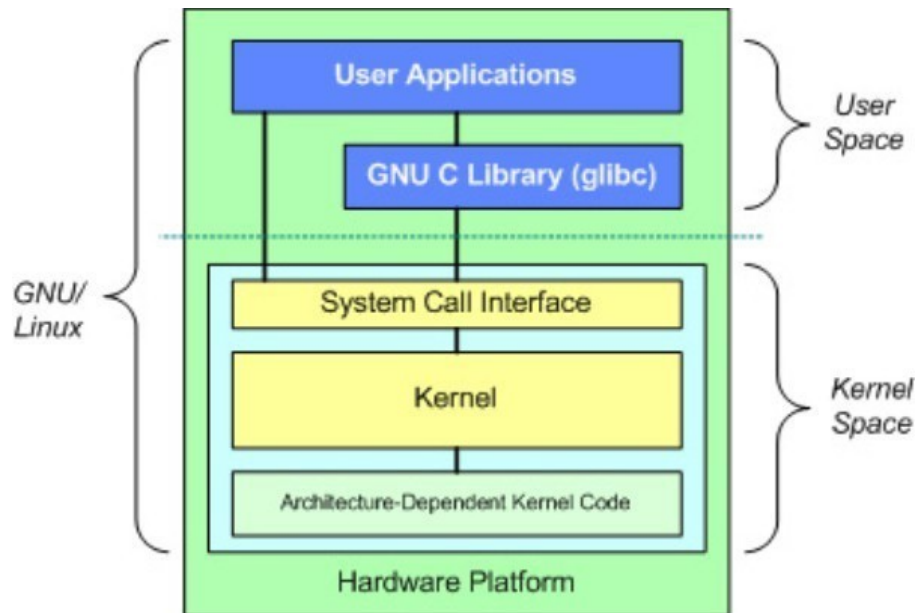 User Applications
User
Space
GNU C Library (glibc)
GNU/
Linux
System Call Interface
Kernel
Kernel
Space
Architecture-Dependent Kernel Code
Hardware Platform